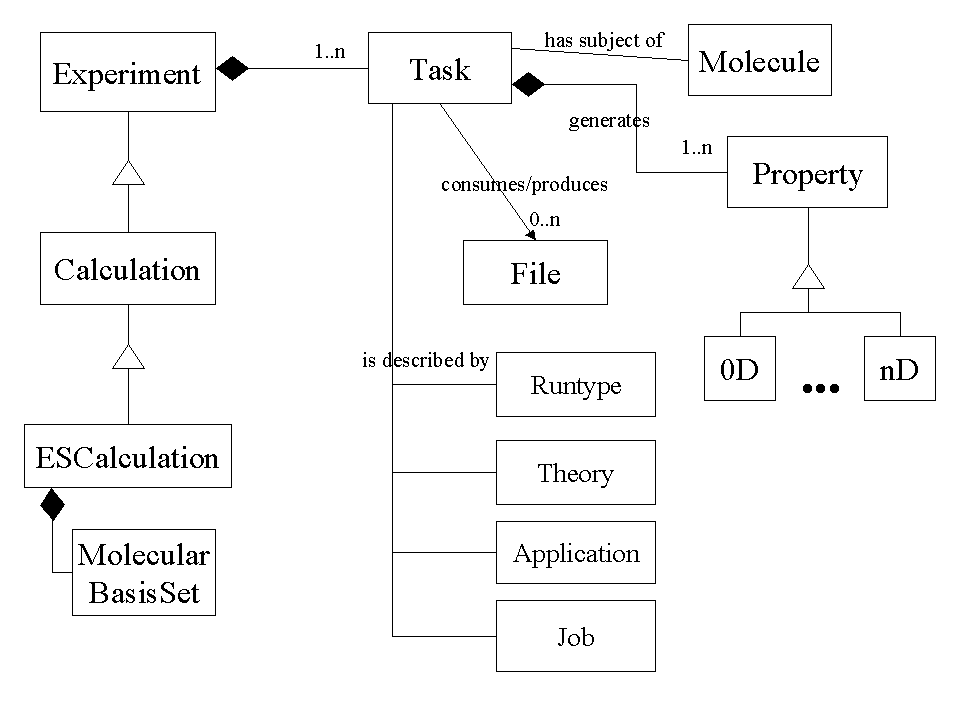 Experiment
1..n
Task
has subject of
Molecule
generates
1..n
Property
consumes/produces
0..n
Calculation
File
is described by
Runtype
0D
...
nD
ESCalculation
Theory
Molecular
BasisSet
Application
Job